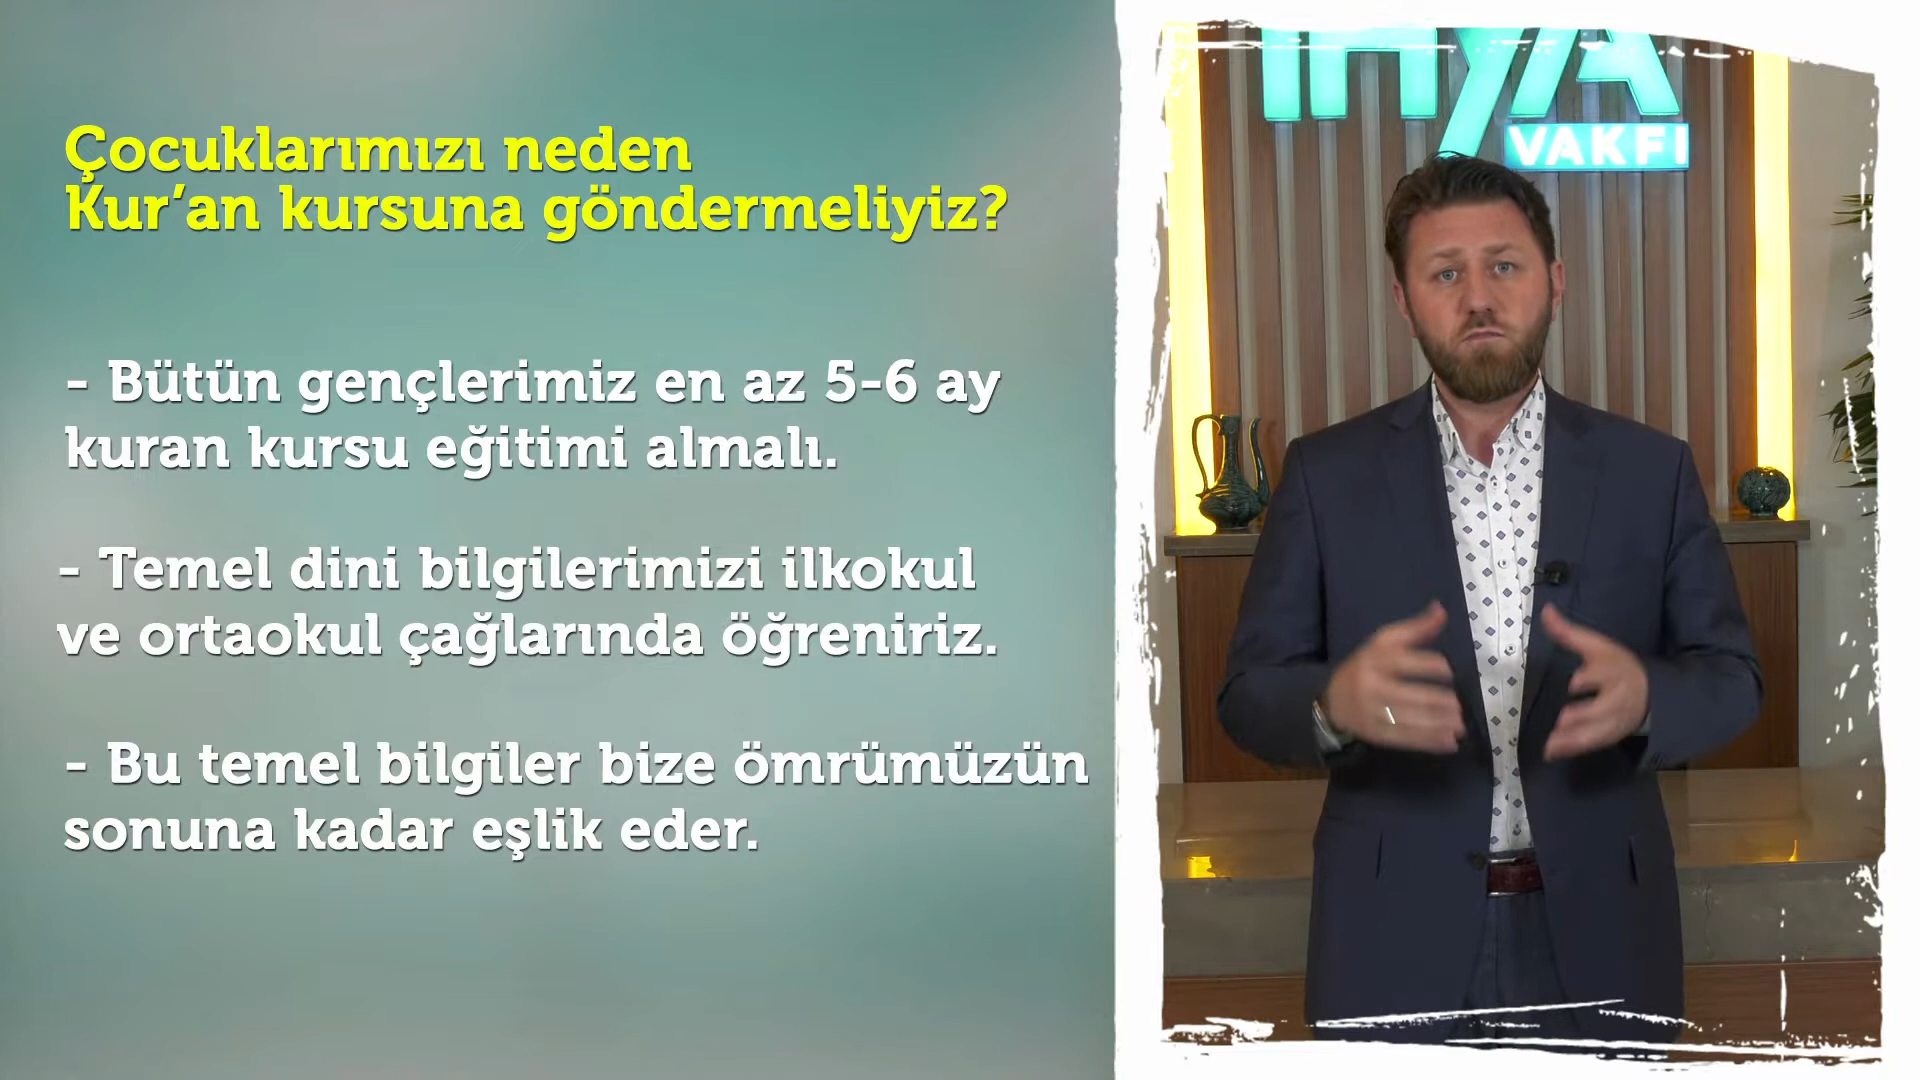 Çocuklarımızı neden
Kur’an kursuna göndermeliyiz?
- Bütün gençlerimiz en az 5-6 ay
kuran kursu eğitimi almalı.
- Temel dini bilgilerimizi ilkokul
ve ortaokul çağlarında öğreniriz.
- Bu temel bilgiler bize ömrümüzün
sonuna kadar eşlik eder.
iHyA
VAKFI